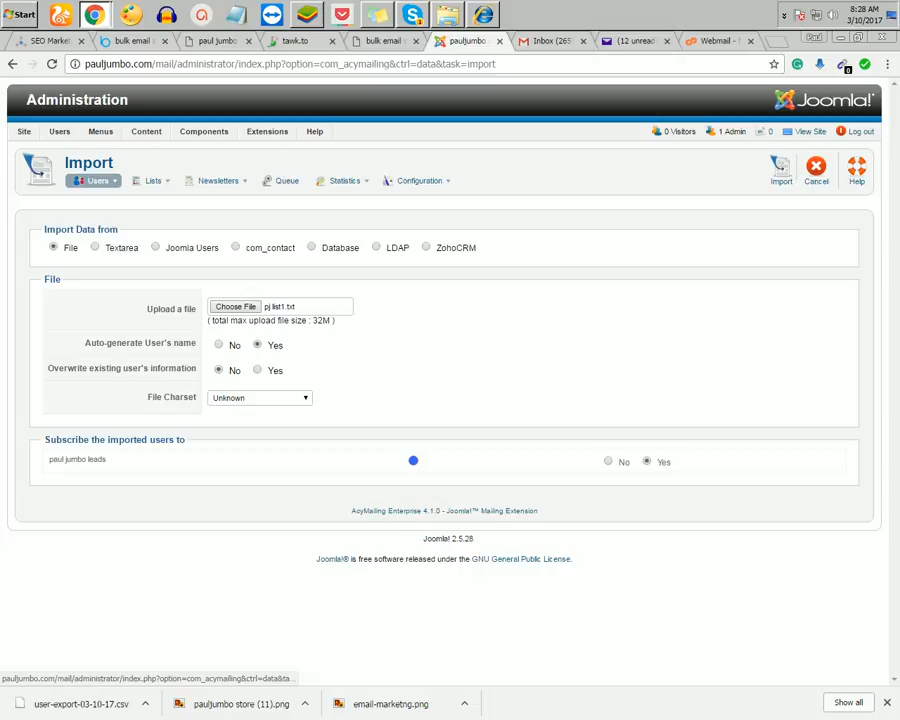 Start
8:28 AM
3/10/2017
SEO Market
bulk email
paul jumbo
tawk.to
bulk email
pauljumbo
Inbox (265
(12 unread)
Webmail -
Paul
pauljumbo.com/mail/administrator/index.php?option=com_acymailing&ctrl=data&task=import
0
Administration
Joomla!
Site Users Menus Content Components Extensions Help
0 Visitors 1 Admin 0 View Site Log out
Import
Users Lists Newsletters Queue Statistics Configuration
Import Cancel Help
Import Data from
File Textarea Joomla Users com_contact Database LDAP ZohoCRM
File
Upload a file Choose File pj list1.txt
( total max upload file size : 32M )
Auto-generate User's name No Yes
Overwrite existing user's information No Yes
File Charset Unknown
Subscribe the imported users to
paul jumbo leads No Yes
AcyMailing Enterprise 4.1.0 - Joomla!™ Mailing Extension
Joomla! 2.5.28
Joomla!® is free software released under the GNU General Public License.
pauljumbo.com/mail/administrator/index.php?option=com_acymailing&ctrl=data&ta...
user-export-03-10-17.csv
pauljumbo store (11).png
email-marketng.png
Show all